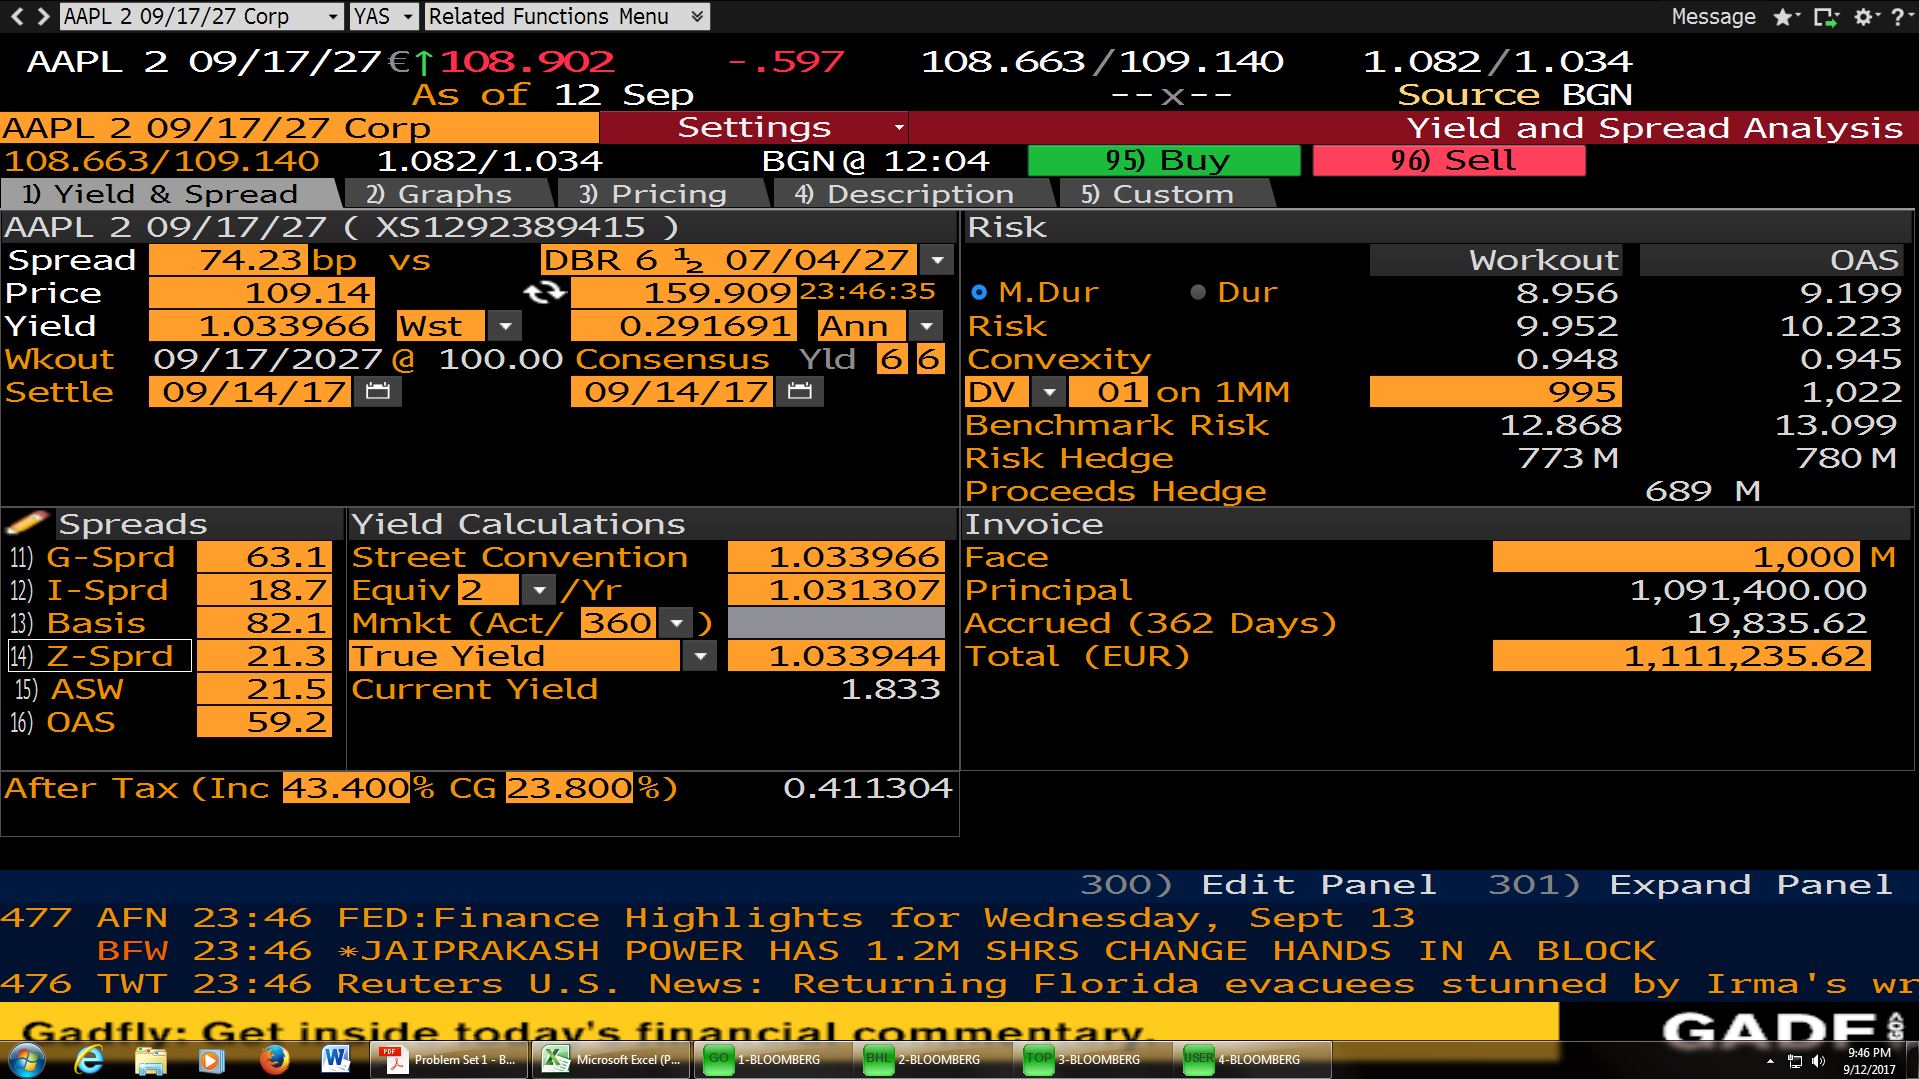 AAPL 2 09/17/27 Corp YAS Related Functions Menu Message ?
AAPL 2 09/17/27 € ↑108.902 -.597 108.663/109.140 1.082/1.034
As of 12 Sep --x-- Source BGN
AAPL 2 09/17/27 Corp Settings Yield and Spread Analysis
108.663/109.140 1.082/1.034 BGN@ 12:04 95) Buy 96) Sell
1) Yield & Spread 2) Graphs 3) Pricing 4) Description 5) Custom
AAPL 2 09/17/27 ( XS1292389415 ) Risk
Spread 74.23 bp vs DBR 6 ½ 07/04/27 Workout OAS
Price 109.14 159.909 23:46:35 M.Dur Dur 8.956 9.199
Yield 1.033966 Wst 0.291691 Ann Risk 9.952 10.223
Wkout 09/17/2027 @ 100.00 Consensus Yld 6 6 Convexity 0.948 0.945
Settle 09/14/17 09/14/17 DV 01 on 1MM 995 1,022
Benchmark Risk 12.868 13.099
Risk Hedge 773 M 780 M
Proceeds Hedge 689 M
Spreads Yield Calculations Invoice
11) G-Sprd 63.1 Street Convention 1.033966 Face 1,000 M
12) I-Sprd 18.7 Equiv 2 /Yr 1.031307 Principal 1,091,400.00
13) Basis 82.1 Mmkt (Act/ 360 ) Accrued (362 Days) 19,835.62
14) Z-Sprd 21.3 True Yield 1.033944 Total (EUR) 1,111,235.62
15) ASW 21.5 Current Yield 1.833
16) OAS 59.2
After Tax (Inc 43.400% CG 23.800%) 0.411304
300) Edit Panel 301) Expand Panel
477 AFN 23:46 FED:Finance Highlights for Wednesday, Sept 13
BFW 23:46 *JAIPRAKASH POWER HAS 1.2M SHRS CHANGE HANDS IN A BLOCK
476 TWT 23:46 Reuters U.S. News: Returning Florida evacuees stunned by Irma's wr
Gadfly: Get inside today's financial commentary. GADF
PDF Problem Set 1 - B... Microsoft Excel (P... GO 1-BLOOMBERG BHL 2-BLOOMBERG TOP 3-BLOOMBERG USER 4-BLOOMBERG 9:46 PM
9/12/2017